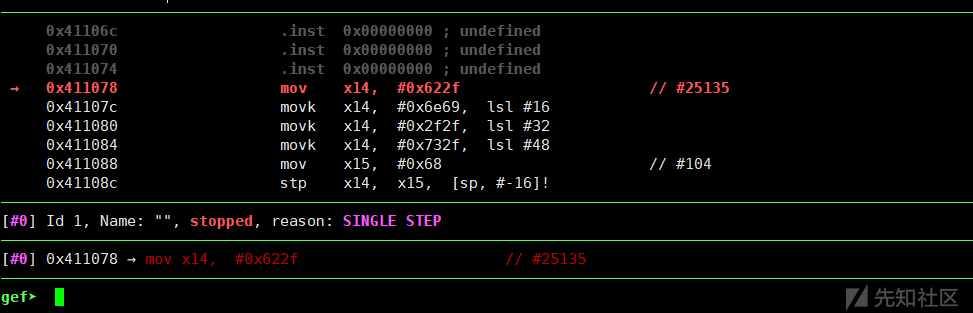 0x41106c .inst 0x00000000 ; undefined
0x411070 .inst 0x00000000 ; undefined
0x411074 .inst 0x00000000 ; undefined
→ 0x411078 mov x14, #0x622f // #25135
0x41107c movk x14, #0x6e69, lsl #16
0x411080 movk x14, #0x2f2f, lsl #32
0x411084 movk x14, #0x732f, lsl #48
0x411088 mov x15, #0x68 // #104
0x41108c stp x14, x15, [sp, #-16]!
[#0] Id 1, Name: "", stopped, reason: SINGLE STEP
[#0] 0x411078 → mov x14, #0x622f // #25135
gef➤
先知社区